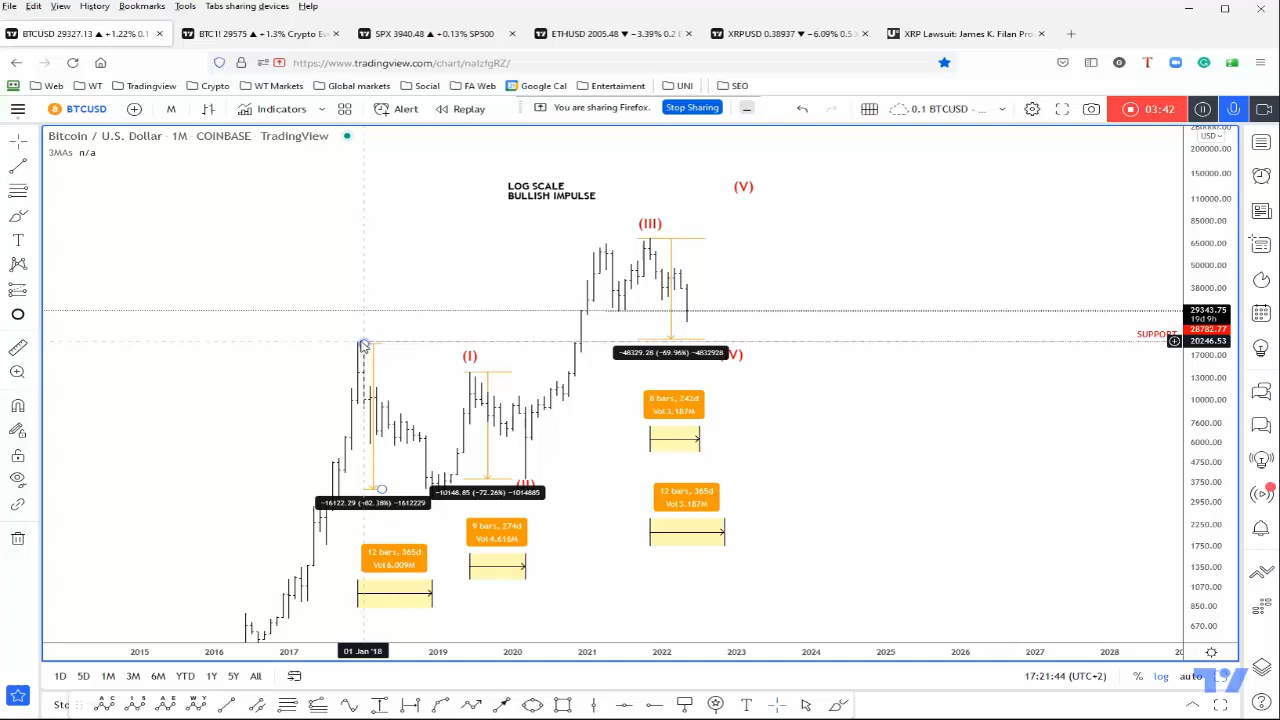 File Edit View History Bookmarks Tools Tabs sharing devices Help
BTCUSD 29327.13 ▲ +1.22% 0.1
BTC1! 29575 ▲ +1.3% Crypto Ev
SPX 3940.48 ▲ +0.13% SP500
ETHUSD 2005.48 ▼ −3.39% 0.2 E
XRPUSD 0.38937 ▼ −6.09% 0.5
XRP Lawsuit: James K. Filan Pro
https://www.tradingview.com/chart/nalzfgRZ/
Web WT Tradingview Crypto WT Markets Global markets Social FA Web Google Cal Entertainment UNI SEO
BTCUSD M Indicators Alert Replay
You are sharing Firefox. Stop Sharing
0.1 BTCUSD - ...
03:42
Bitcoin / U.S. Dollar · 1M · COINBASE · TradingView
3MAs n/a
USD
LOG SCALE
BULLISH IMPULSE
(V)
(III)
(I)
(II)
V)
SUPPORT
−48329.28 (−69.96%) −4832928
−16122.29 (−82.38%) −1612229
−10148.85 (−72.26%) −1014885
8 bars, 242d
Vol 3.187M
12 bars, 365d
Vol 3.187M
9 bars, 274d
Vol 4.616M
12 bars, 365d
Vol 6.009M
200000.00
150000.00
110000.00
85000.00
65000.00
50000.00
38000.00
29343.75
19d 9h
28782.77
20246.53
17000.00
13000.00
10000.00
7600.00
6000.00
4750.00
3750.00
2950.00
2250.00
1750.00
1350.00
1070.00
850.00
670.00
2015 2016 2017 01 Jan '18 2019 2020 2021 2022 2023 2024 2025 2026 2027 2028
1D 5D 1M 3M 6M YTD 1Y 5Y All
17:21:44 (UTC+2) % log auto